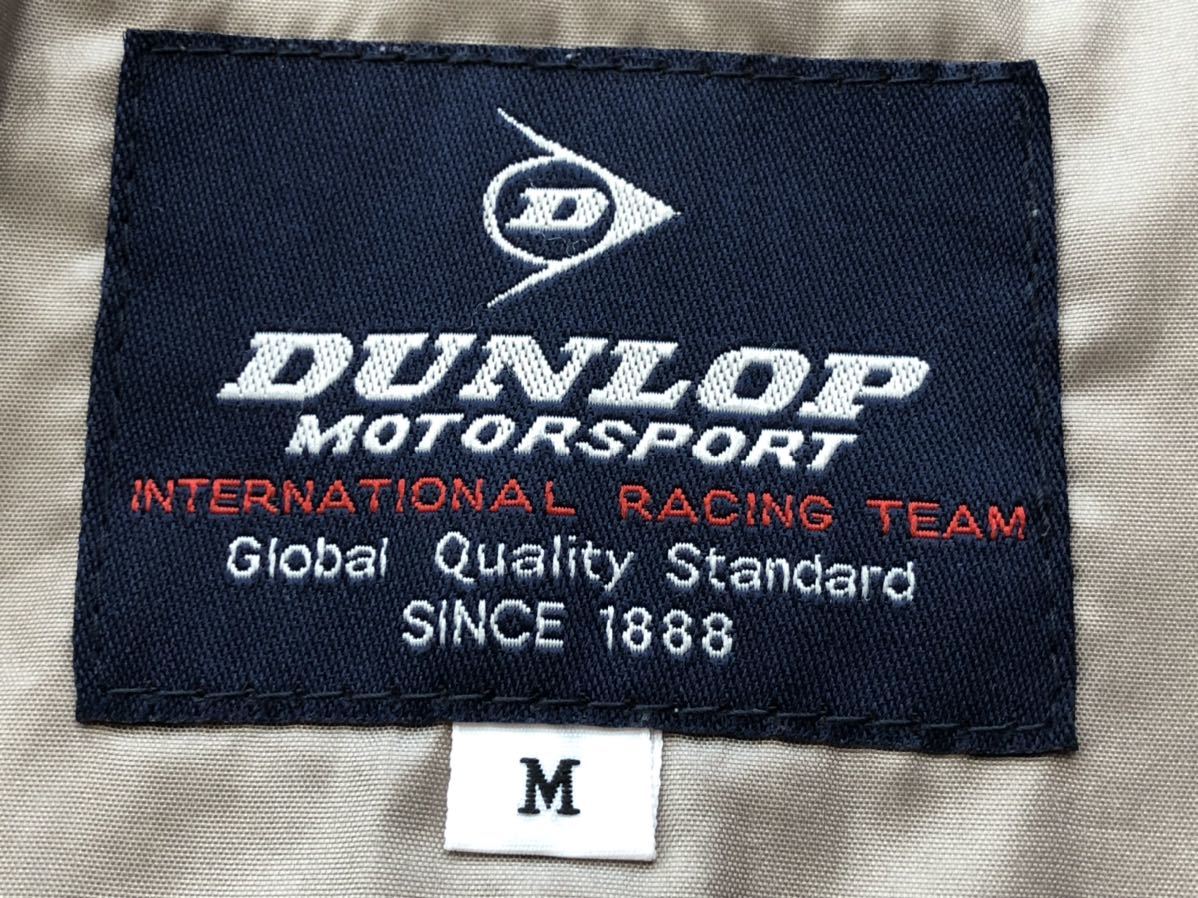 D
DUNLOP
MOTORSPORT
INTERNATIONAL RACING TEAM
Global Quality Standard
SINCE 1888
M